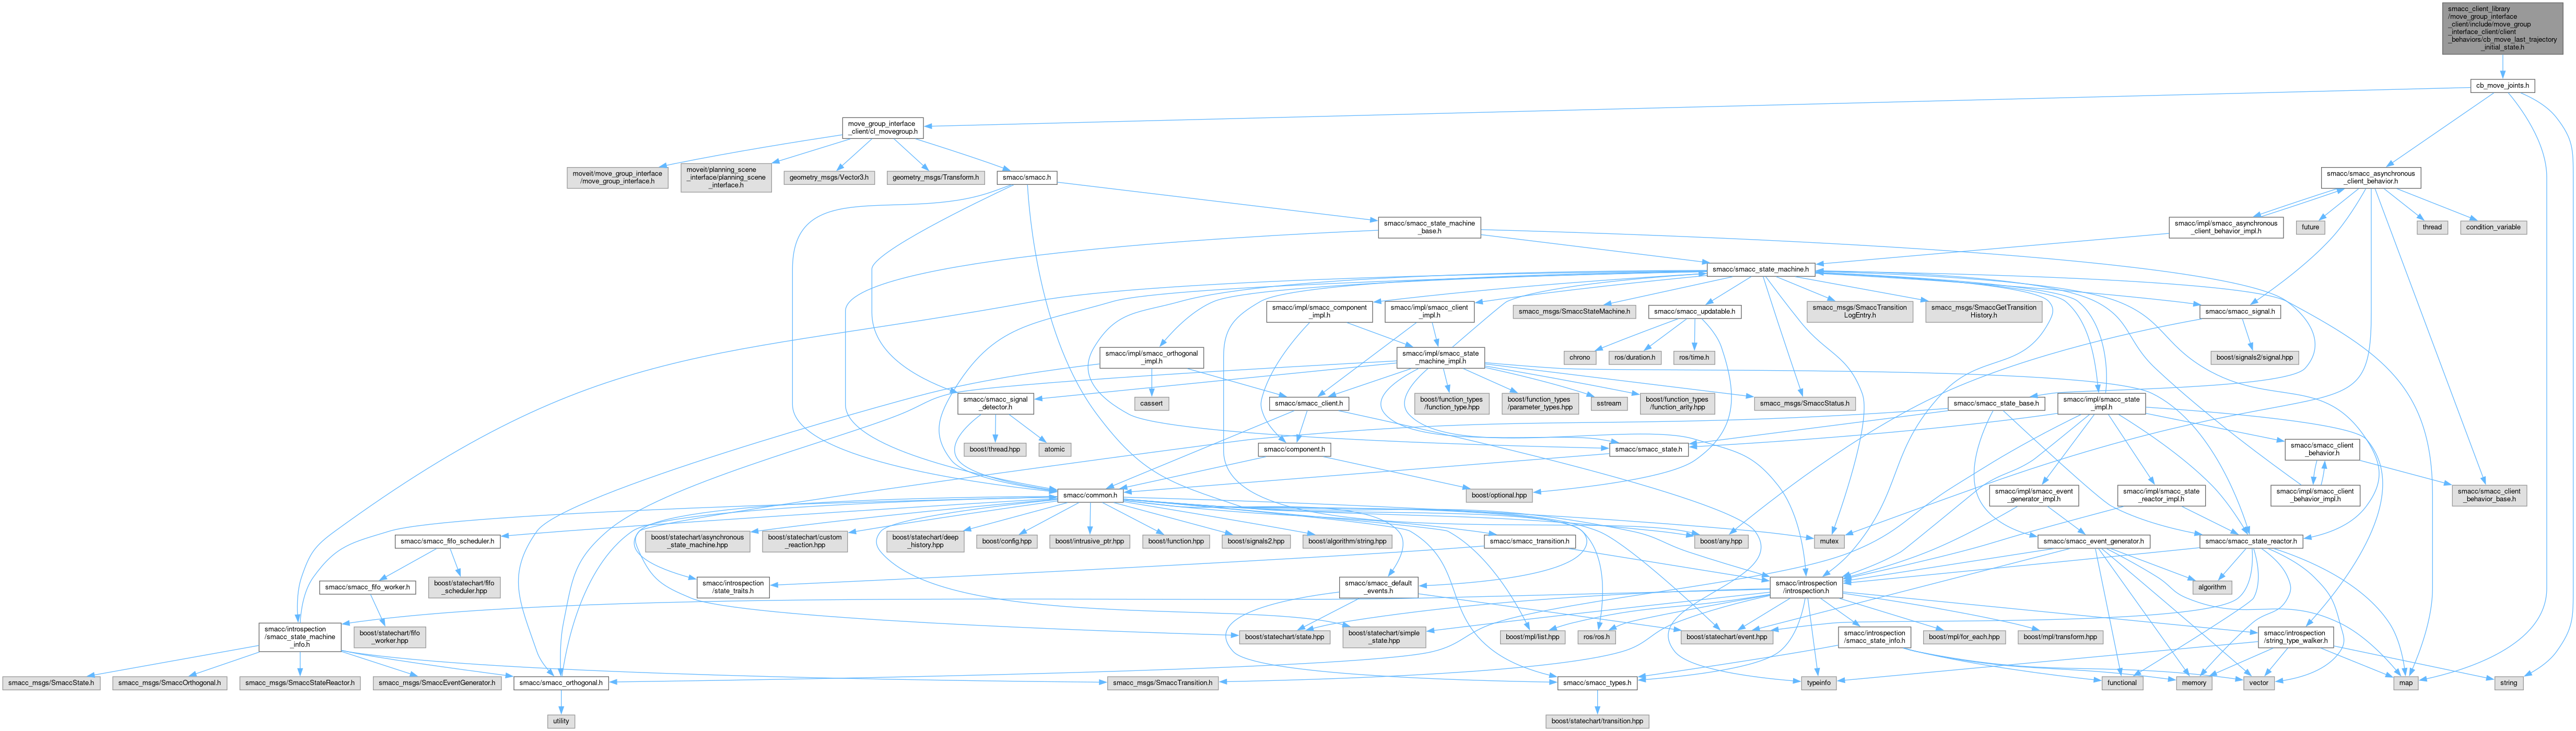 smacc_client_library
/move_group_interface
_client/include/move_group
_interface_client/client
_behaviors/cb_move_last_trajectory
_initial_state.h
cb_move_joints.h
move_group_interface
_client/cl_movegroup.h
moveit/move_group_interface
/move_group_interface.h
moveit/planning_scene
_interface/planning_scene
_interface.h
geometry_msgs/Vector3.h
geometry_msgs/Transform.h
smacc/smacc.h
smacc/smacc_asynchronous
_client_behavior.h
smacc/smacc_state_machine
_base.h
smacc/impl/smacc_asynchronous
_client_behavior_impl.h
future
thread
condition_variable
smacc/smacc_state_machine.h
smacc/impl/smacc_component
_impl.h
smacc/impl/smacc_client
_impl.h
smacc_msgs/SmaccStateMachine.h
smacc/smacc_updatable.h
smacc_msgs/SmaccTransition
LogEntry.h
smacc_msgs/SmaccGetTransition
History.h
smacc/smacc_signal.h
smacc/impl/smacc_orthogonal
_impl.h
smacc/impl/smacc_state
_machine_impl.h
chrono
ros/duration.h
ros/time.h
boost/signals2/signal.hpp
smacc/smacc_signal
_detector.h
cassert
smacc/smacc_client.h
boost/function_types
/function_type.hpp
boost/function_types
/parameter_types.hpp
sstream
boost/function_types
/function_arity.hpp
smacc_msgs/SmaccStatus.h
smacc/smacc_state_base.h
smacc/impl/smacc_state
_impl.h
boost/thread.hpp
atomic
smacc/component.h
smacc/smacc_state.h
smacc/smacc_client
_behavior.h
smacc/common.h
boost/optional.hpp
smacc/impl/smacc_event
_generator_impl.h
smacc/impl/smacc_state
_reactor_impl.h
smacc/impl/smacc_client
_behavior_impl.h
smacc/smacc_client
_behavior_base.h
smacc/smacc_fifo_scheduler.h
boost/statechart/asynchronous
_state_machine.hpp
boost/statechart/custom
_reaction.hpp
boost/statechart/deep
_history.hpp
boost/config.hpp
boost/intrusive_ptr.hpp
boost/function.hpp
boost/signals2.hpp
boost/algorithm/string.hpp
smacc/smacc_transition.h
boost/any.hpp
mutex
smacc/smacc_event_generator.h
smacc/smacc_state_reactor.h
smacc/smacc_fifo_worker.h
boost/statechart/fifo
_scheduler.hpp
smacc/introspection
/state_traits.h
smacc/smacc_default
_events.h
smacc/introspection
/introspection.h
algorithm
smacc/introspection
/smacc_state_machine
_info.h
boost/statechart/fifo
_worker.hpp
boost/statechart/state.hpp
boost/statechart/simple
_state.hpp
boost/mpl/list.hpp
ros/ros.h
boost/statechart/event.hpp
smacc/introspection
/smacc_state_info.h
boost/mpl/for_each.hpp
boost/mpl/transform.hpp
smacc/introspection
/string_type_walker.h
smacc_msgs/SmaccState.h
smacc_msgs/SmaccOrthogonal.h
smacc_msgs/SmaccStateReactor.h
smacc_msgs/SmaccEventGenerator.h
smacc_msgs/SmaccTransition.h
smacc/smacc_orthogonal.h
smacc/smacc_types.h
typeinfo
functional
memory
vector
map
string
utility
boost/statechart/transition.hpp